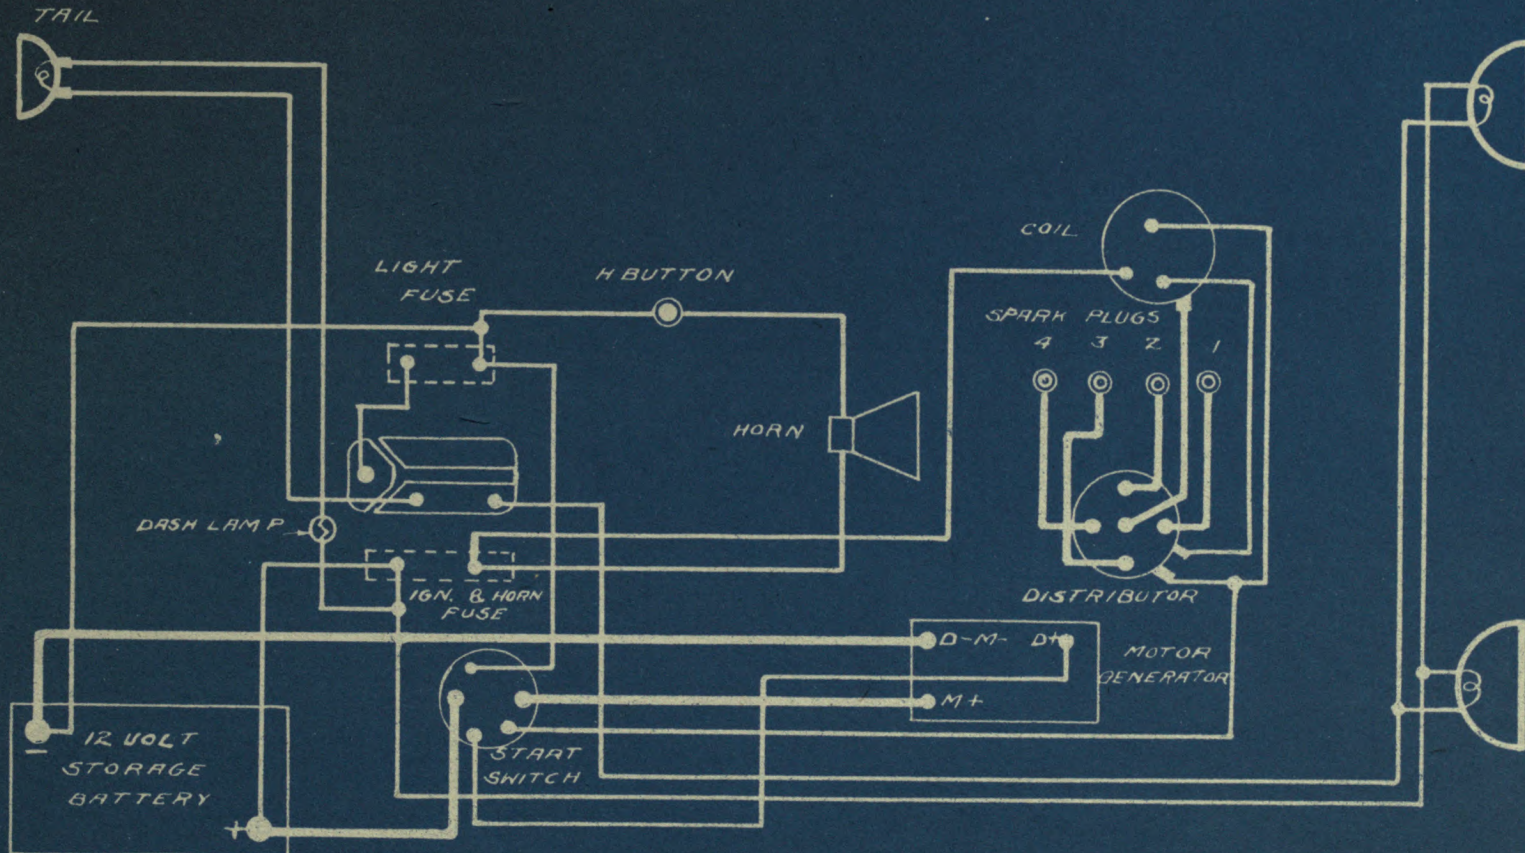 TAIL
COIL
LIGHT
FUSE
H BUTTON
SPARK PLUGS
4 3 2 1
HORN
DASH LAMP
IGN. & HORN
FUSE
DISTRIBUTOR
D-M- D+
MOTOR
GENERATOR
M+
START
SWITCH
-
12 VOLT
STORAGE
BATTERY
+